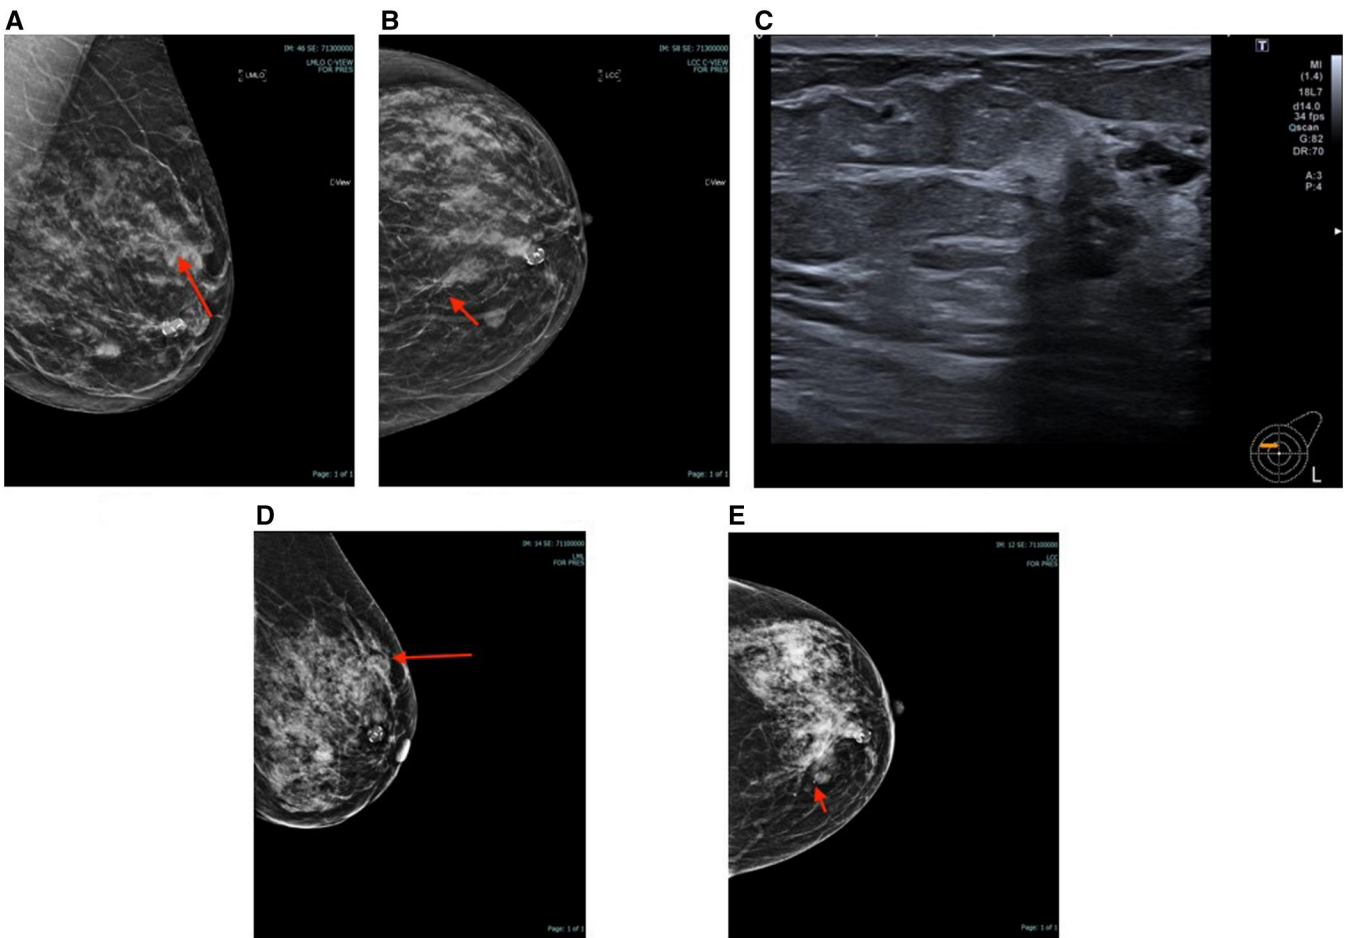 A
IM: 46 SE: 71300000
LMLO C-VIEW
FOR PRES
LMLO
C-View
Page: 1 of 1
B
IM: 58 SE: 71300000
LCC C-VIEW
FOR PRES
LCC
C-View
Page: 1 of 1
C
T
MI
(1.4)
18L7
d14.0
34 fps
Qscan
G:82
DR:70
A:3
P:4
L
D
IM: 14 SE: 71100000
LML
FOR PRES
Page: 1 of 1
E
IM: 12 SE: 71100000
LCC
FOR PRES
Page: 1 of 1